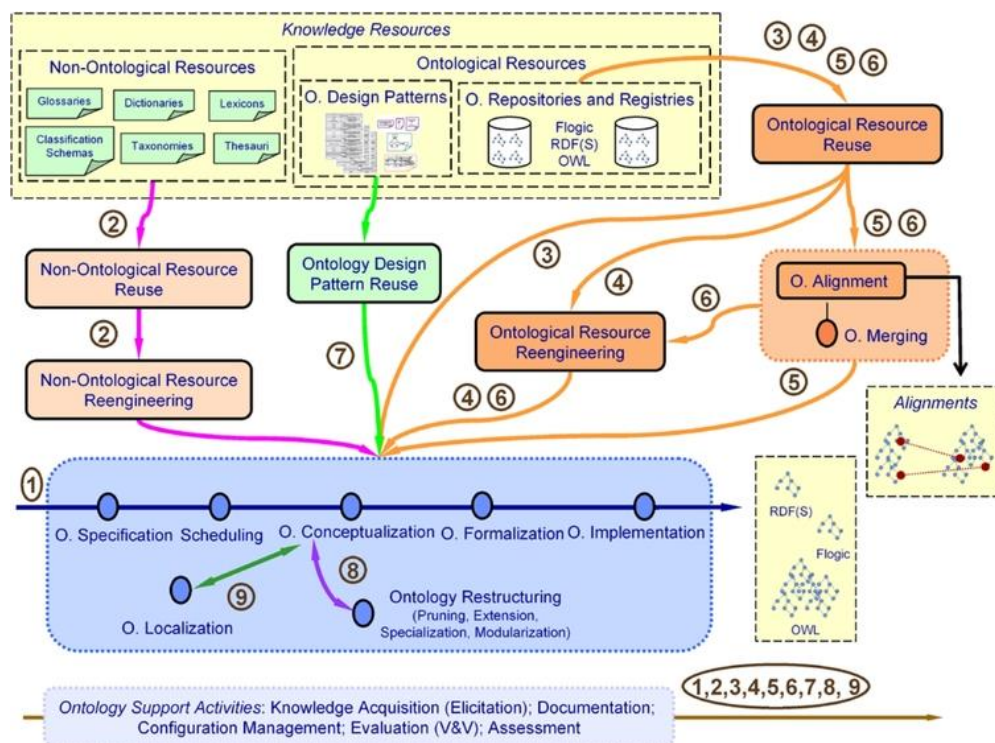 Knowledge Resources
Non-Ontological Resources
Glossaries
Dictionaries
Lexicons
Classification
Schemas
Taxonomies
Thesauri
Ontological Resources
O. Design Patterns
O. Repositories and Registries
Flogic
RDF(S)
OWL
3 4
5 6
Ontological Resource
Reuse
2
Non-Ontological Resource
Reuse
2
Non-Ontological Resource
Reengineering
Ontology Design
Pattern Reuse
7
3
4
5 6
Ontological Resource
Reengineering
6
O. Alignment
O. Merging
4 6
5
Alignments
1
O. Specification
Scheduling
O. Conceptualization
O. Formalization
O. Implementation
9
8
O. Localization
Ontology Restructuring
(Pruning, Extension,
Specialization, Modularization)
RDF(S)
Flogic
OWL
1,2,3,4,5,6,7,8, 9
Ontology Support Activities: Knowledge Acquisition (Elicitation); Documentation;
Configuration Management; Evaluation (V&V); Assessment